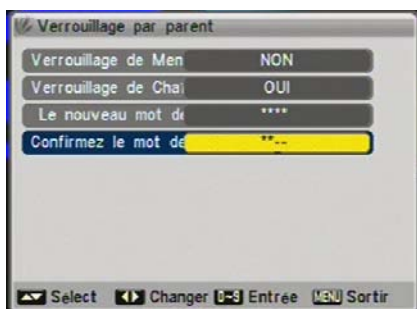 Verrouillage par parent
Verrouillage de Men NON
Verrouillage de Chaî OUI
Le nouveau mot de ****
Confirmez le mot de **--
Sélect Changer 0~9 Entrée MENU Sortir